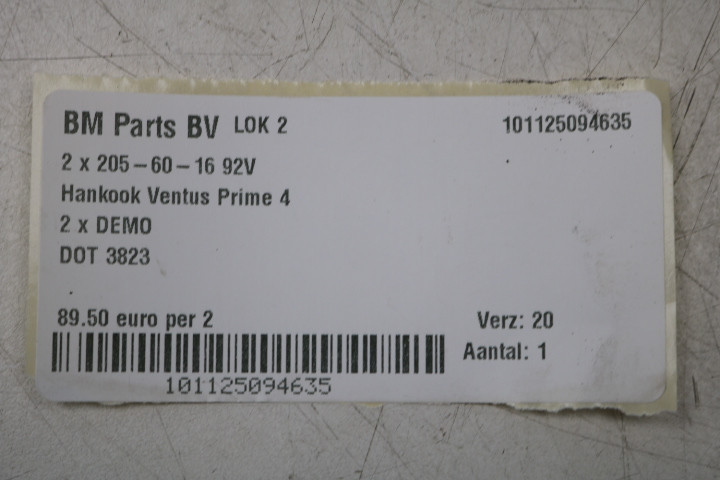 BM Parts BV LOK 2 101125094635
2 x 205-60-16 92V
Hankook Ventus Prime 4
2 x DEMO
DOT 3823
89.50 euro per 2 Verz: 20
Aantal: 1
101125094635